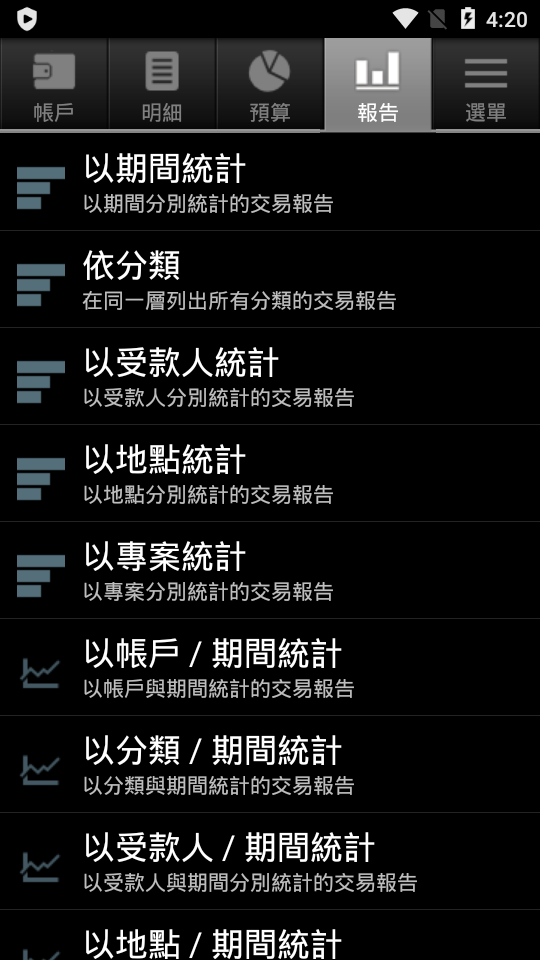 4:20
帳戶
明細
預算
報告
選單
以期間統計
以期間分別統計的交易報告
依分類
在同一層列出所有分類的交易報告
以受款人統計
以受款人分別統計的交易報告
以地點統計
以地點分別統計的交易報告
以專案統計
以專案分別統計的交易報告
以帳戶 / 期間統計
以帳戶與期間統計的交易報告
以分類 / 期間統計
以分類與期間統計的交易報告
以受款人 / 期間統計
以受款人與期間分別統計的交易報告
以地點 / 期間統計